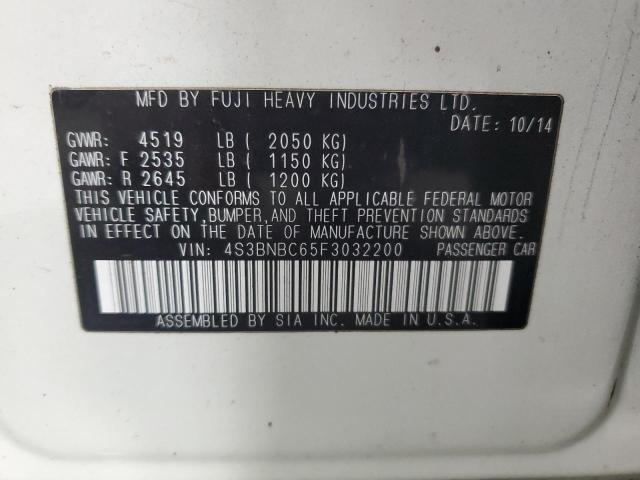 MFD BY FUJI HEAVY INDUSTRIES LTD.
DATE: 10/14
GVWR: 4519 LB ( 2050 KG)
GAWR: F 2535 LB ( 1150 KG)
GAWR: R 2645 LB ( 1200 KG)
THIS VEHICLE CONFORMS TO ALL APPLICABLE FEDERAL MOTOR
VEHICLE SAFETY, BUMPER, AND THEFT PREVENTION STANDARDS
IN EFFECT ON THE DATE OF MANUFACTURE SHOWN ABOVE.
VIN: 4S3BNBC65F3032200 PASSENGER CAR
ASSEMBLED BY SIA INC. MADE IN U.S.A.